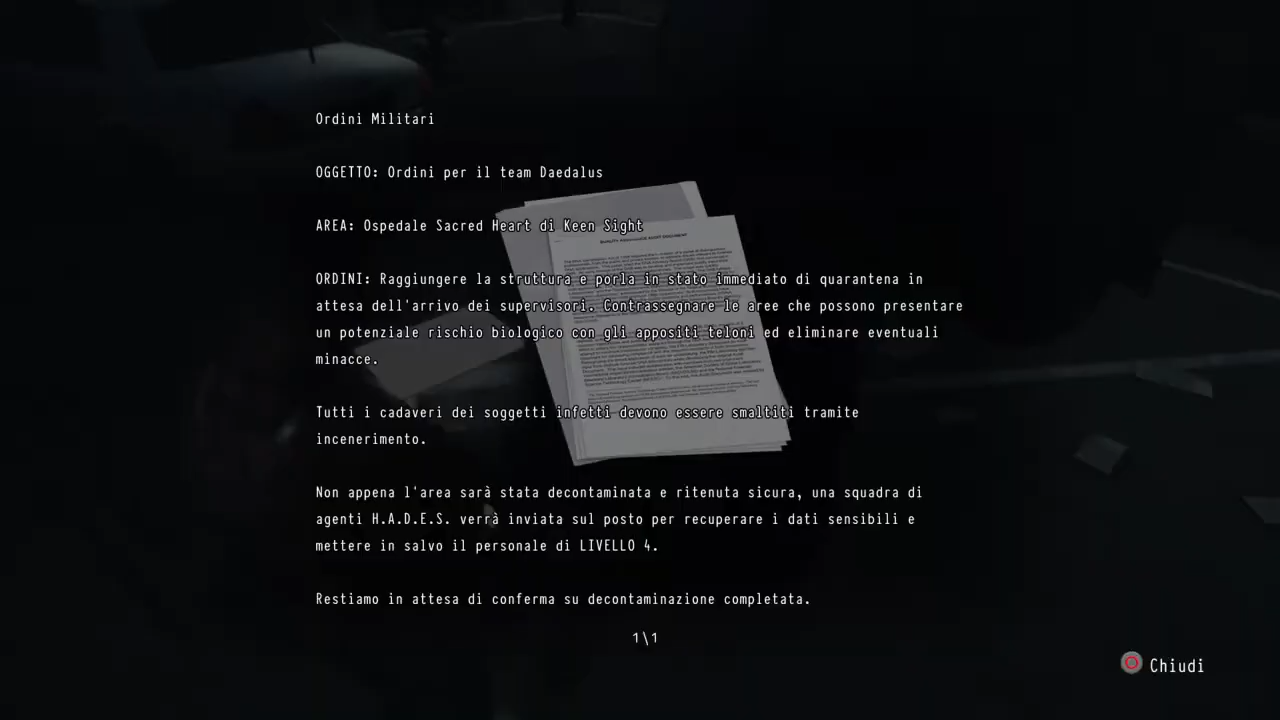 Ordini Militari
OGGETTO: Ordini per il team Daedalus
AREA: Ospedale Sacred Heart di Keen Sight
ORDINI: Raggiungere la struttura e porla in stato immediato di quarantena in
attesa dell'arrivo dei supervisori. Contrassegnare le aree che possono presentare
un potenziale rischio biologico con gli appositi teloni ed eliminare eventuali
minacce.
Tutti i cadaveri dei soggetti infetti devono essere smaltiti tramite
incenerimento.
Non appena l'area sarà stata decontaminata e ritenuta sicura, una squadra di
agenti H.A.D.E.S. verrà inviata sul posto per recuperare i dati sensibili e
mettere in salvo il personale di LIVELLO 4.
Restiamo in attesa di conferma su decontaminazione completata.
1\1
Chiudi